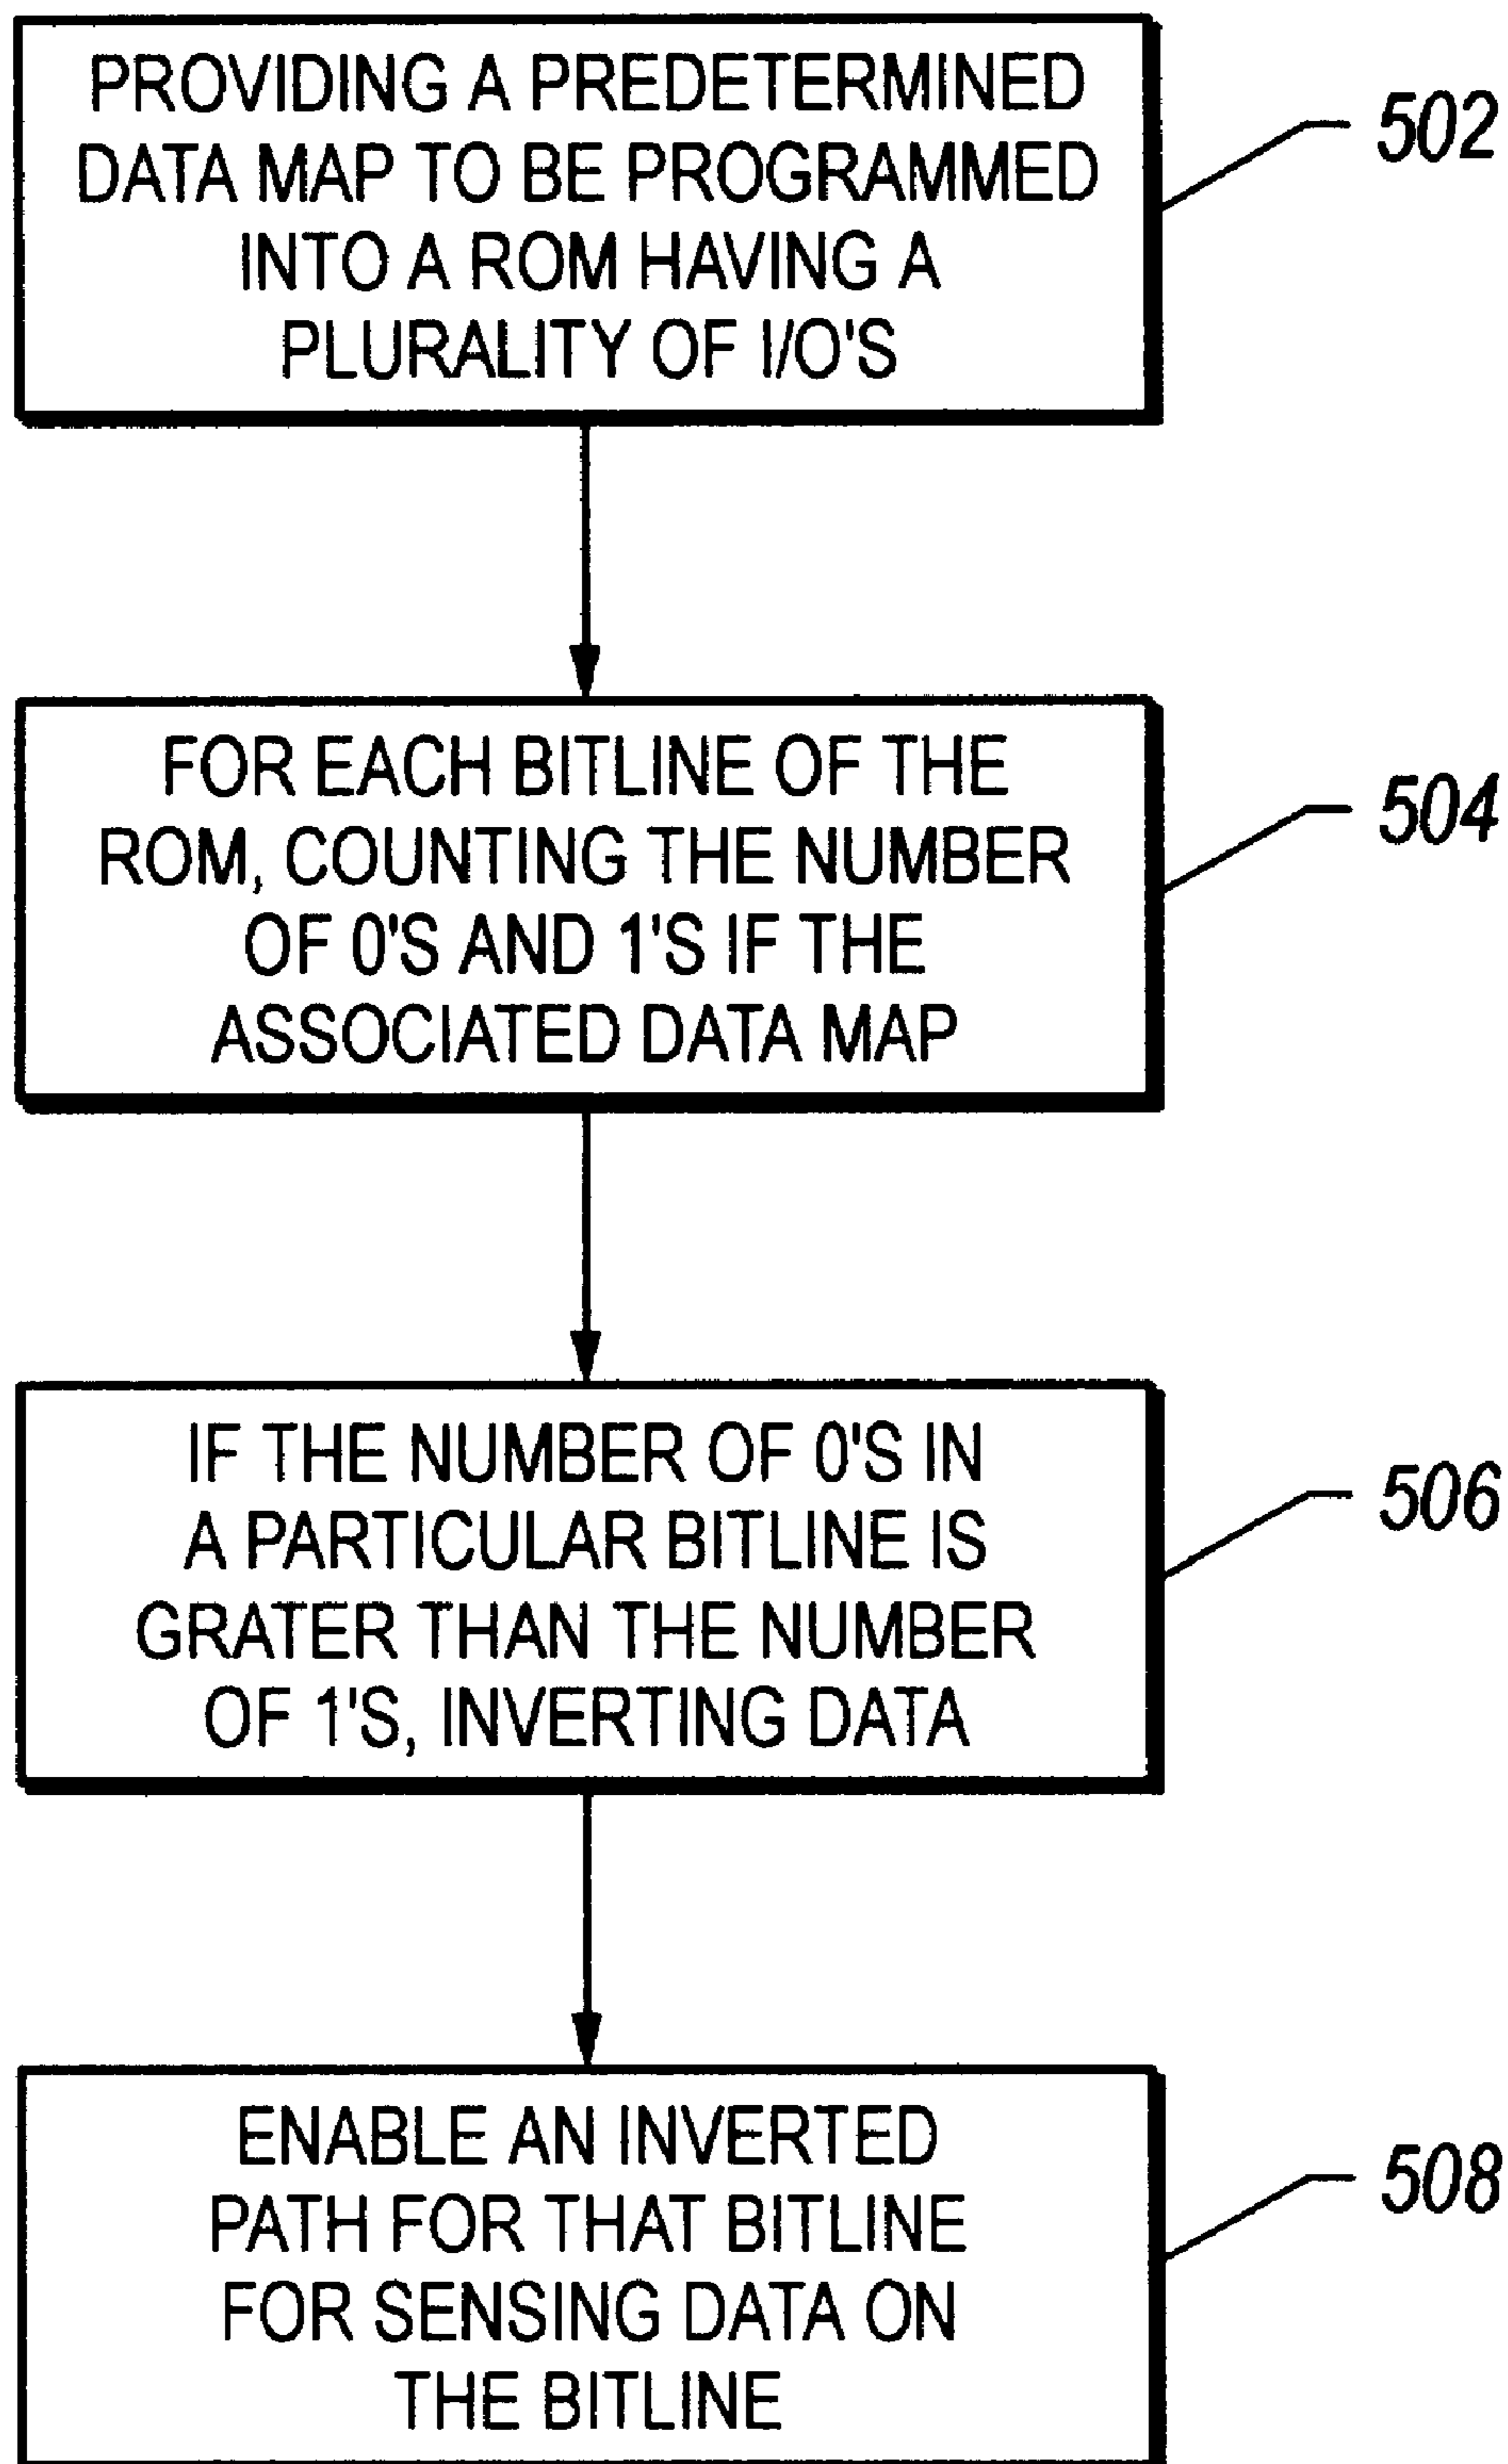 PROVIDING A PREDETERMINED
DATA MAP TO BE PROGRAMMED
INTO A ROM HAVING A
PLURALITY OF I/O'S
502
FOR EACH BITLINE OF THE
ROM, COUNTING THE NUMBER
OF 0'S AND 1'S IF THE
ASSOCIATED DATA MAP
504
IF THE NUMBER OF 0'S IN
A PARTICULAR BITLINE IS
GRATER THAN THE NUMBER
OF 1'S, INVERTING DATA
506
ENABLE AN INVERTED
PATH FOR THAT BITLINE
FOR SENSING DATA ON
THE BITLINE
508